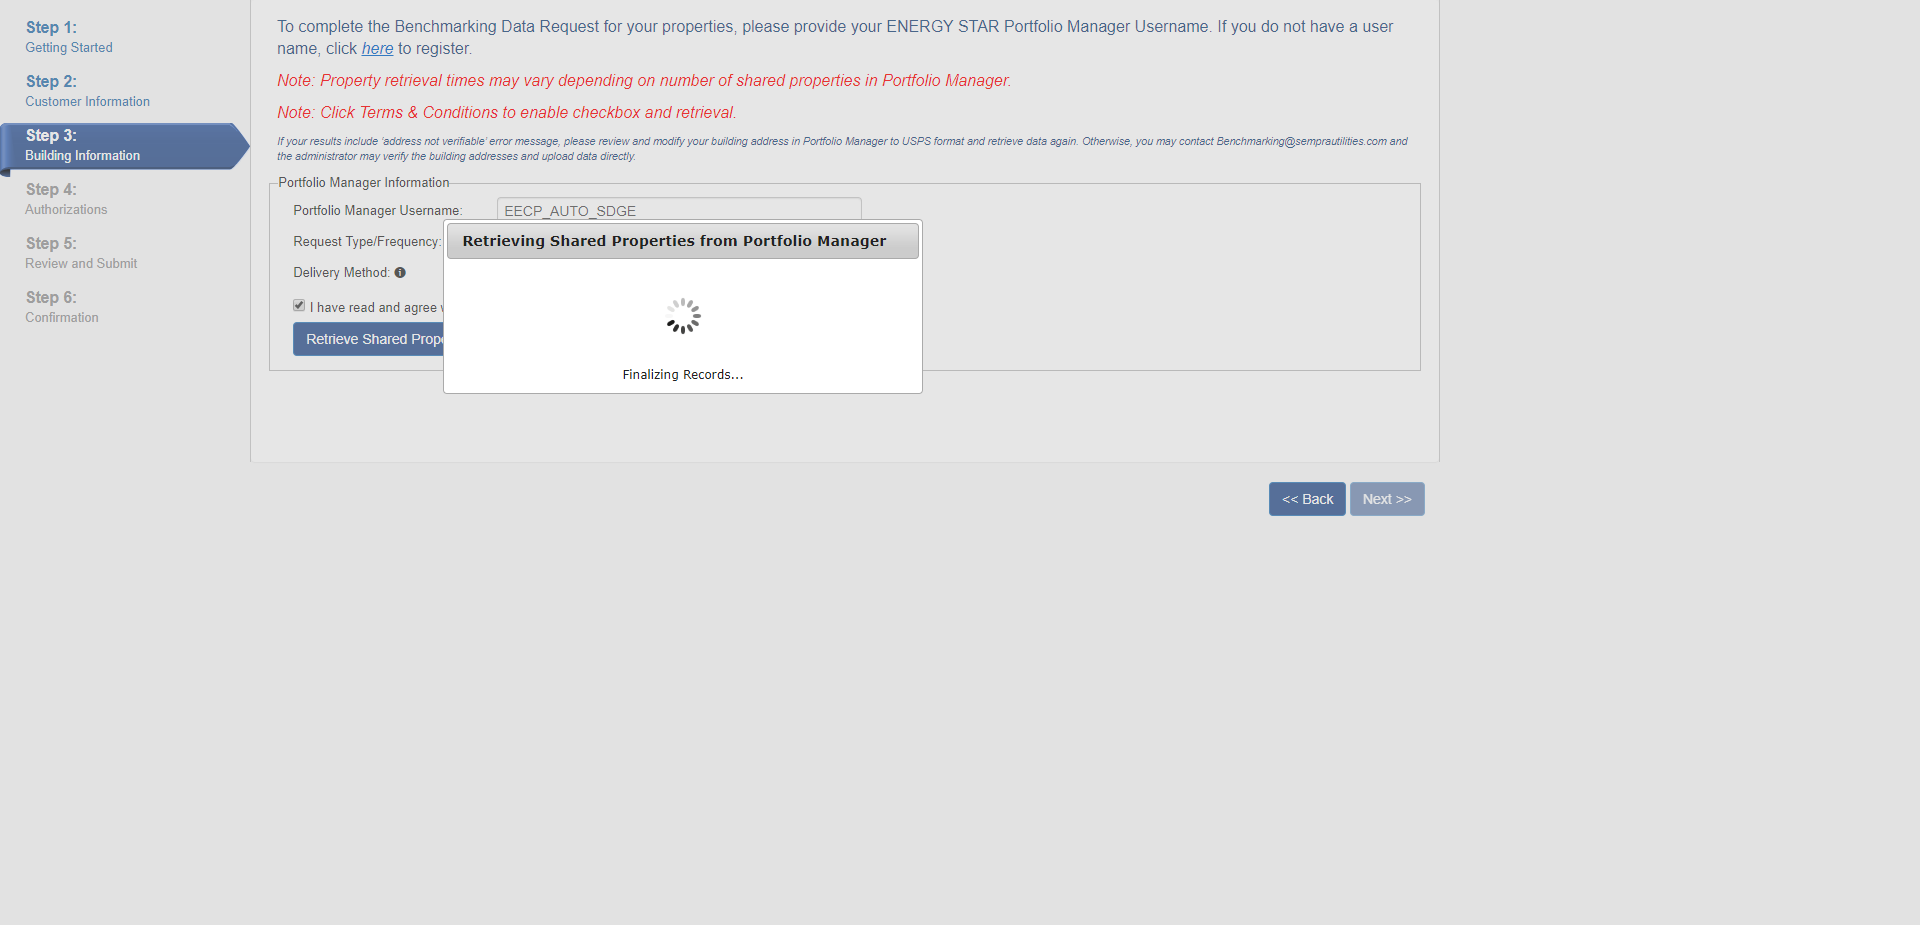 Step 1:
Getting Started
Step 2:
Customer Information
Step 3:
Building Information
Step 4:
Authorizations
Step 5:
Review and Submit
Step 6:
Confirmation
To complete the Benchmarking Data Request for your properties, please provide your ENERGY STAR Portfolio Manager Username. If you do not have a user
name, click here to register.
Note: Property retrieval times may vary depending on number of shared properties in Portfolio Manager.
Note: Click Terms & Conditions to enable checkbox and retrieval.
If your results include 'address not verifiable' error message, please review and modify your building address in Portfolio Manager to USPS format and retrieve data again. Otherwise, you may contact Benchmarking@semprautilities.com and
the administrator may verify the building addresses and upload data directly.
Portfolio Manager Information
Portfolio Manager Username: EECP_AUTO_SDGE
Request Type/Frequency:
Delivery Method:
I have read and agree
Retrieve Shared
Retrieving Shared Properties from Portfolio Manager
Finalizing Records...
<< Back Next >>